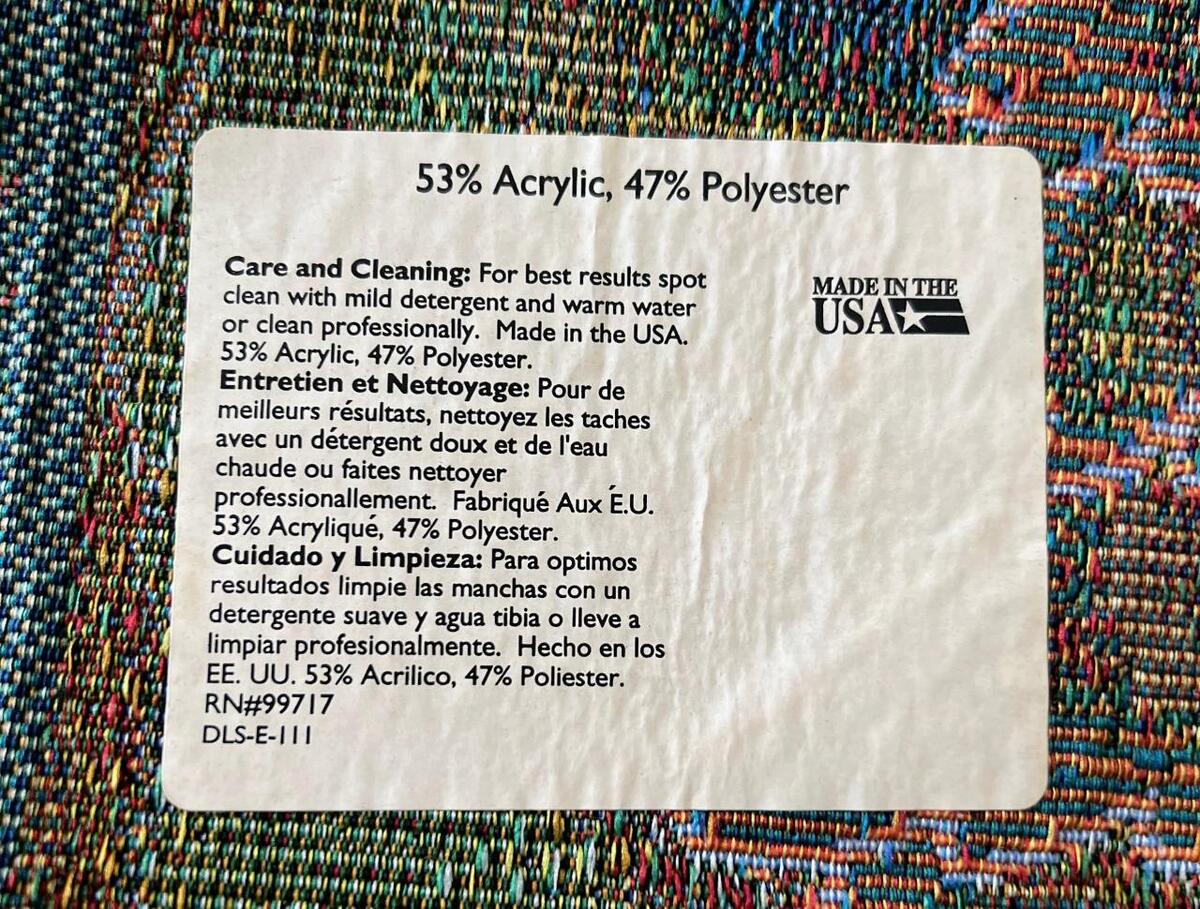 53% Acrylic, 47% Polyester
Care and Cleaning: For best results spot
clean with mild detergent and warm water
or clean professionally. Made in the USA.
53% Acrylic, 47% Polyester.
Entretien et Nettoyage: Pour de
meilleurs résultats, nettoyez les taches
avec un détergent doux et de l'eau
chaude ou faites nettoyer
professionallement. Fabriqué Aux É.U.
53% Acryliqué, 47% Polyester.
Cuidado y Limpieza: Para optimos
resultados limpie las manchas con un
detergente suave y agua tibia o lleve a
limpiar profesionalmente. Hecho en los
EE. UU. 53% Acrilico, 47% Poliester.
RN#99717
DLS-E-111
MADE IN THE
USA